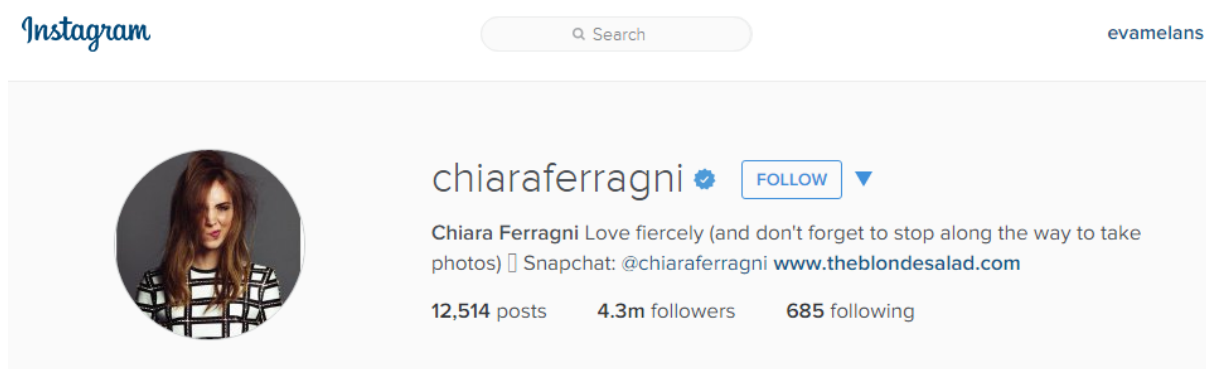 Instagram
Search
evamelans
chiaraferragni
FOLLOW
Chiara Ferragni Love fiercely (and don't forget to stop along the way to take
photos) ▯ Snapchat: @chiaraferragni www.theblondesalad.com
12,514 posts 4.3m followers 685 following